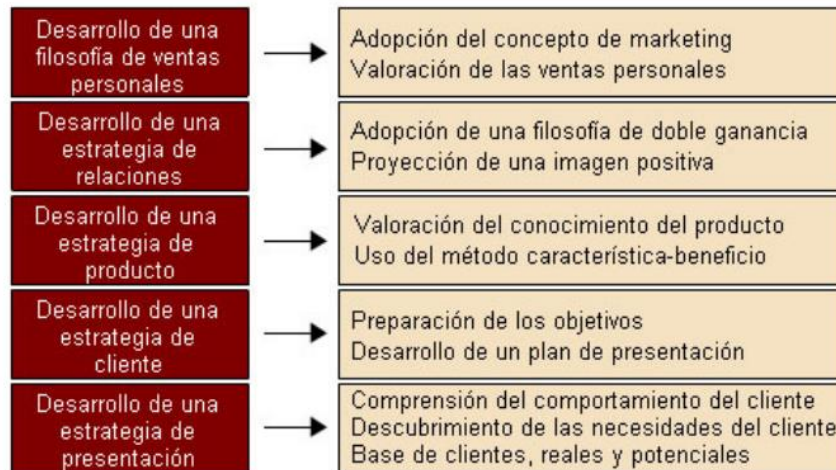 Desarrollo de una
filosofía de ventas
personales
Adopción del concepto de marketing
Valoración de las ventas personales
Desarrollo de una
estrategia de
relaciones
Adopción de una filosofía de doble ganancia
Proyección de una imagen positiva
Desarrollo de una
estrategia de
producto
Valoración del conocimiento del producto
Uso del método característica-beneficio
Desarrollo de una
estrategia de
cliente
Preparación de los objetivos
Desarrollo de un plan de presentación
Desarrollo de una
estrategia de
presentación
Comprensión del comportamiento del cliente
Descubrimiento de las necesidades del cliente
Base de clientes, reales y potenciales